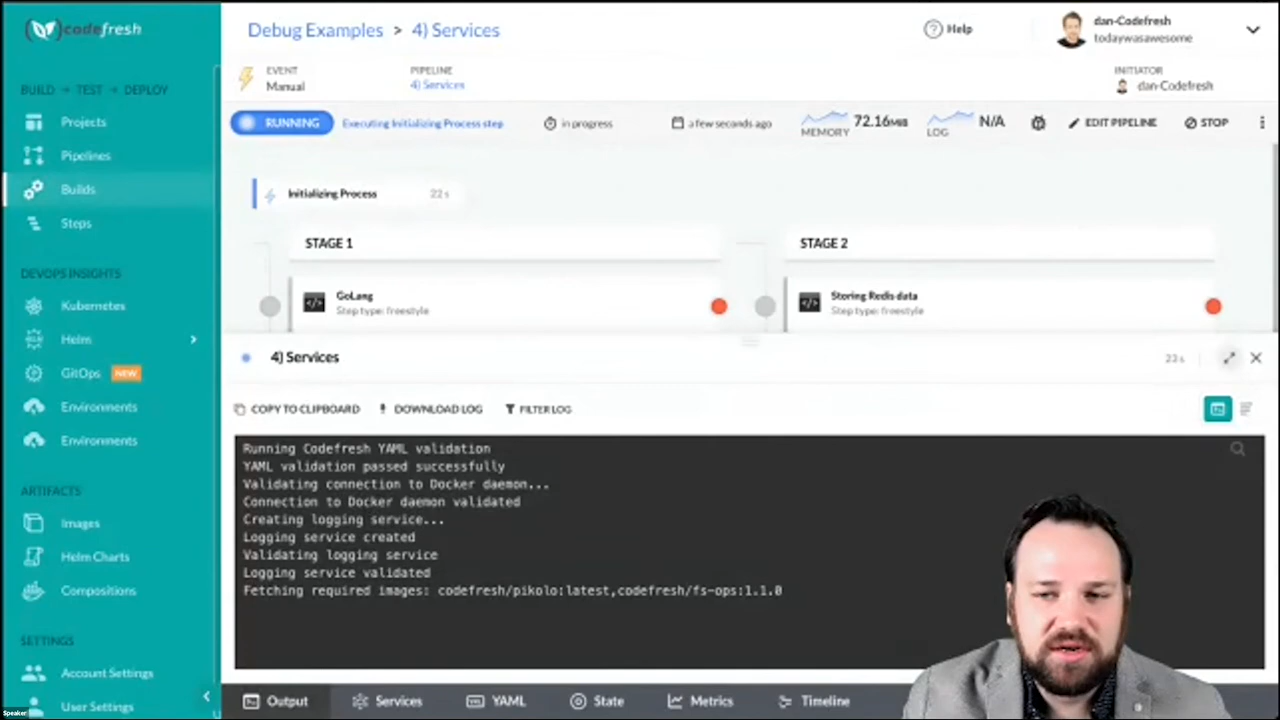 codefresh
BUILD → TEST → DEPLOY
Projects
Pipelines
Builds
Steps
DEVOPS INSIGHTS
Kubernetes
Helm
GitOps NEW
Environments
Environments
ARTIFACTS
Images
Helm Charts
Compositions
SETTINGS
Account Settings
User Settings
Speaker
Debug Examples > 4) Services
? Help
dan-Codefresh
todaywasawesome
EVENT
Manual
PIPELINE
4) Services
INITIATOR
dan-Codefresh
RUNNING
Executing Initializing Process step
in progress
a few seconds ago
MEMORY 72.16MiB
LOG N/A
EDIT PIPELINE
STOP
Initializing Process 22 s
STAGE 1
GoLang
Step type: freestyle
STAGE 2
Storing Redis data
Step type: freestyle
4) Services 23 s
COPY TO CLIPBOARD
DOWNLOAD LOG
FILTER LOG
Running Codefresh YAML validation
YAML validation passed successfully
Validating connection to Docker daemon...
Connection to Docker daemon validated
Creating logging service...
Logging service created
Validating logging service
Logging service validated
Fetching required images: codefresh/pikolo:latest,codefresh/fs-ops:1.1.0
Output
Services
YAML
State
Metrics
Timeline